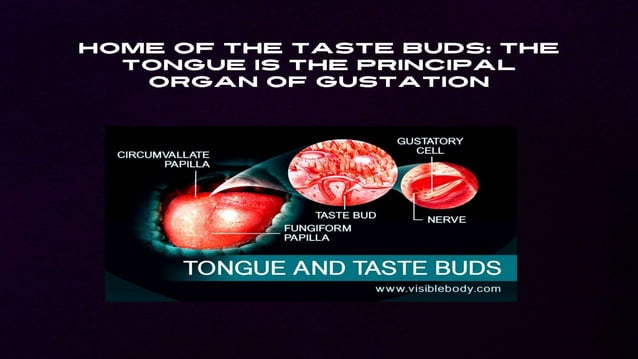 HOME OF THE TASTE BUDS: THE
TONGUE IS THE PRINCIPAL
ORGAN OF GUSTATION
CIRCUMVALLATE
PAPILLA
GUSTATORY
CELL
TASTE BUD
NERVE
FUNGIFORM
PAPILLA
TONGUE AND TASTE BUDS
www.visiblebody.com